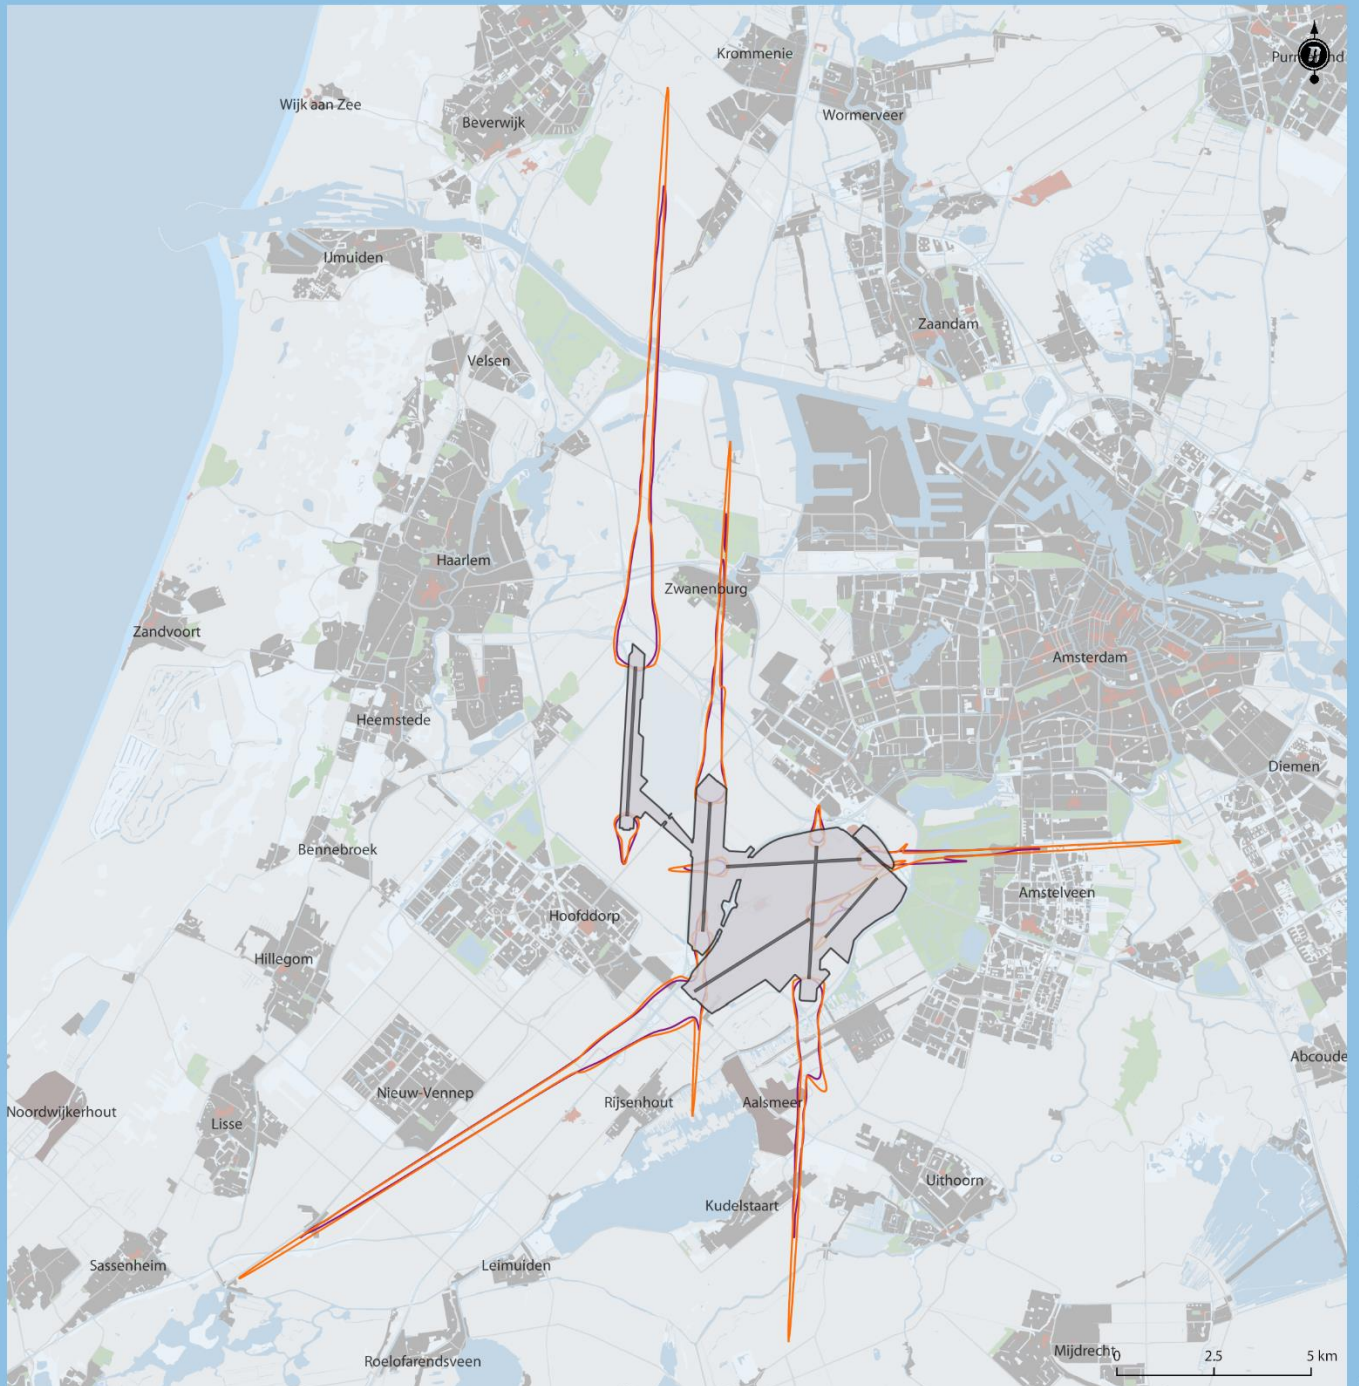 Krommenie
Purmerend
Wijk aan Zee
Wormerveer
Beverwijk
IJmuiden
Zaandam
Velsen
Haarlem
Zwanenburg
Zandvoort
Amsterdam
Heemstede
Diemen
Bennebroek
Amstelveen
Hoofddorp
Hillegom
Abcoude
Nieuw-Vennep
Rijsenhout
Aalsmeer
Noordwijkerhout
Lisse
Uithoorn
Kudelstaart
Sassenheim
Leimuiden
Mijdrecht
Roelofarendsveen
0 2.5 5 km